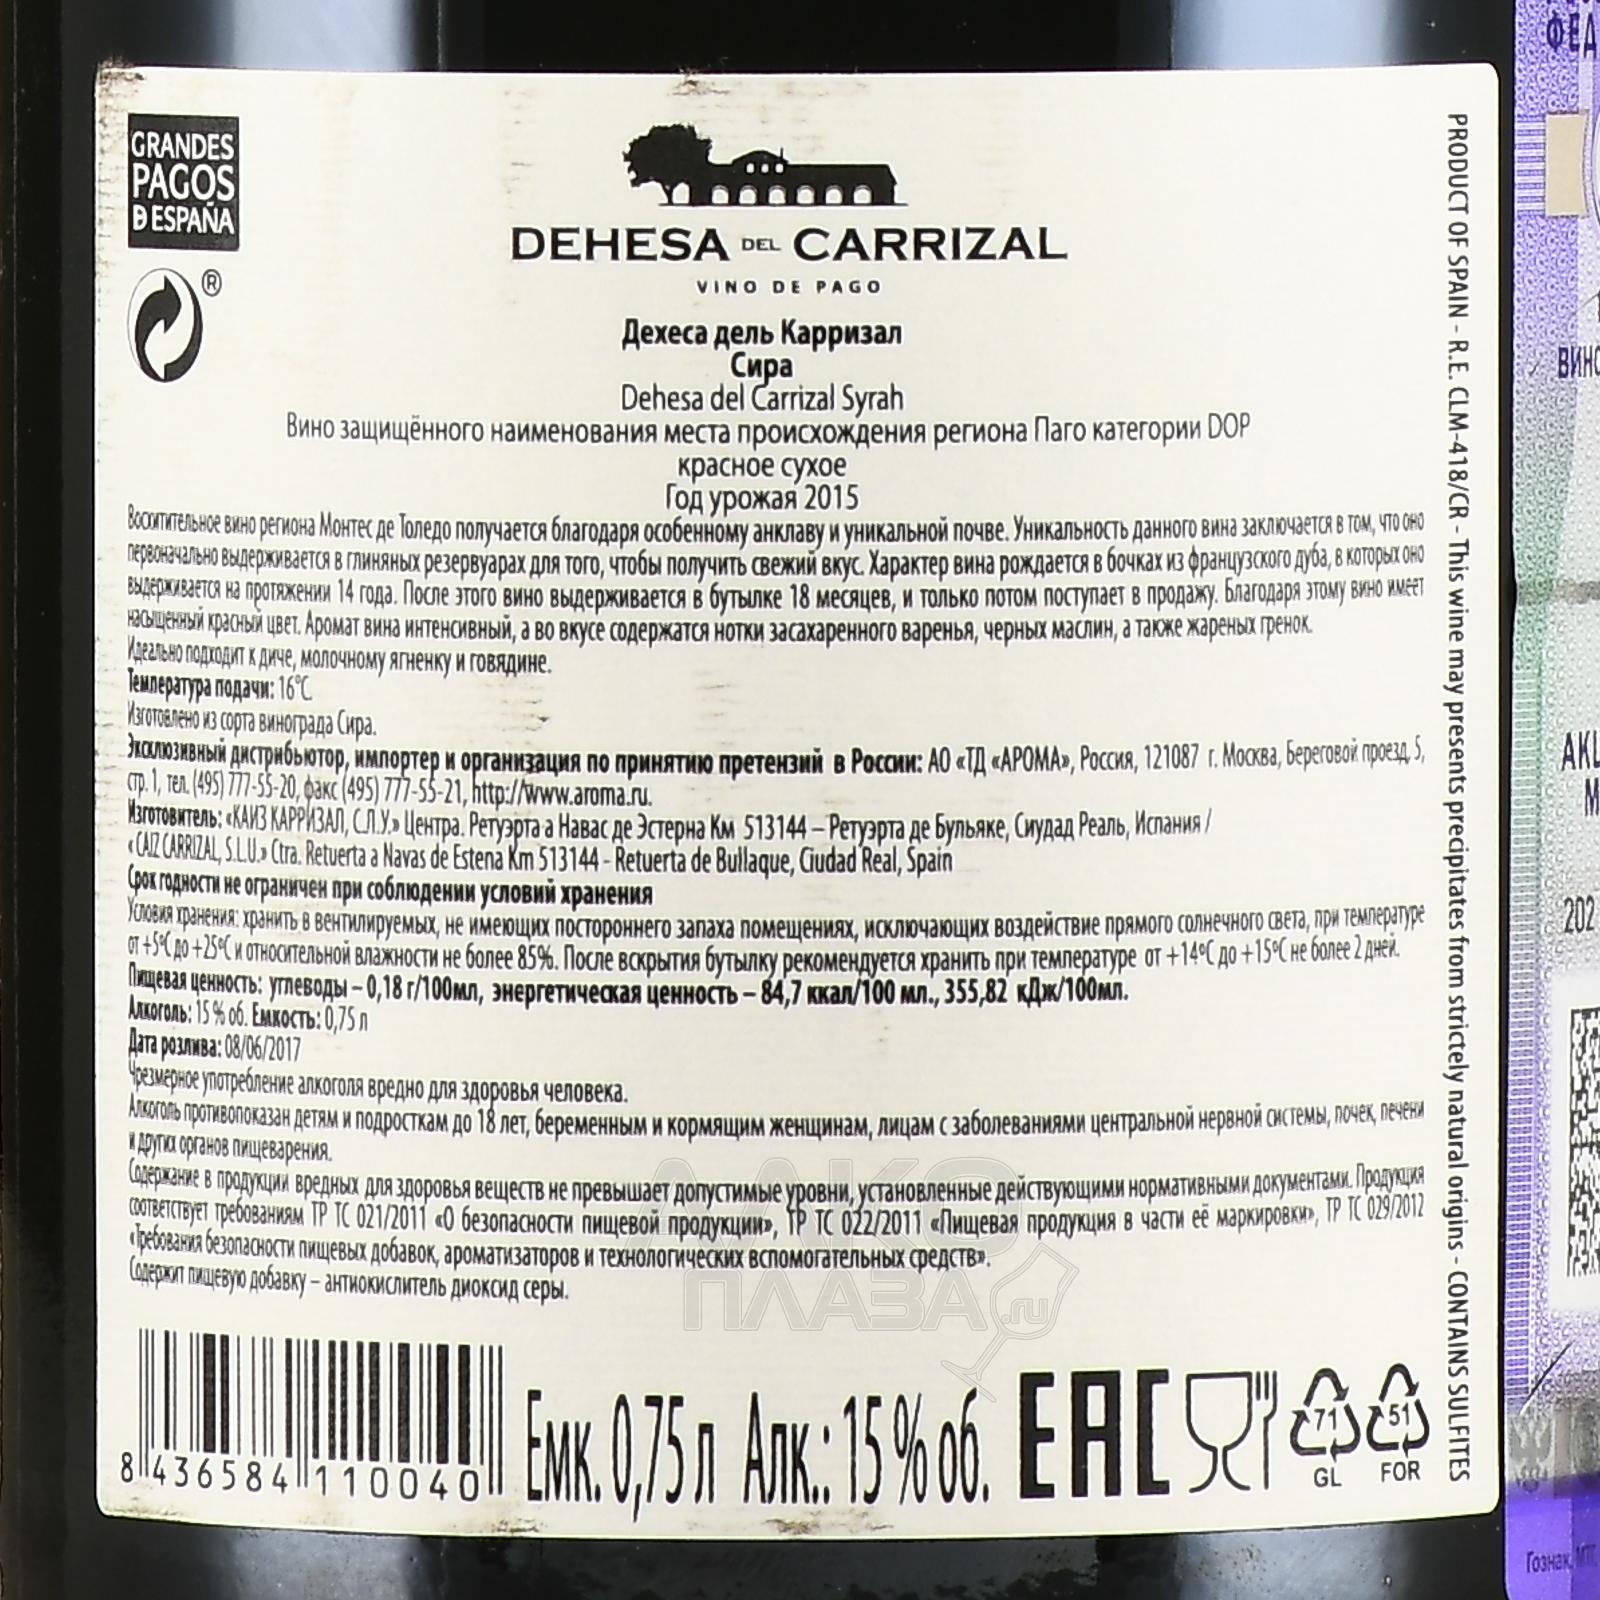 GRANDES
PAGOS
DE ESPAÑA
®
DEHESA DEL CARRIZAL
VINO DE PAGO
Дехеса дель Карризал
Сира
Dehesa del Carrizal Syrah
Вино защищённого наименования места происхождения региона Паго категории DOP
красное сухое
Год урожая 2015
Восхитительное вино региона Монтес де Толедо получается благодаря особенному анклаву и уникальной почве. Уникальность данного вина заключается в том, что оно
первоначально выдерживается в глиняных резервуарах для того, чтобы получить свежий вкус. Характер вина рождается в бочках из французского дуба, в которых оно
выдерживается на протяжении 14 года. После этого вино выдерживается в бутылке 18 месяцев, и только потом поступает в продажу. Благодаря этому вино имеет
насыщенный красный цвет. Аромат вина интенсивный, а во вкусе содержатся нотки засахаренного варенья, черных маслин, а также жареных гренок.
Идеально подходит к диче, молочному ягненку и говядине.
Температура подачи: 16°C.
Изготовлено из сорта винограда Сира.
Эксклюзивный дистрибьютор, импортер и организация по принятию претензий в России: АО «ТД «АРОМА», Россия, 121087 г. Москва, Береговой проезд, 5,
стр. 1, тел. (495) 777-55-20, факс (495) 777-55-21, http://www.aroma.ru.
Изготовитель: «КАИЗ КАРРИЗАЛ, С.Л.У.» Центра. Ретуэрта а Навас де Эстерна Км 513144 – Ретуэрта де Бульяке, Сиудад Реаль, Испания /
«CAIZ CARRIZAL, S.L.U.» Ctra. Retuerta a Navas de Estena Km 513144 - Retuerta de Bullaque, Ciudad Real, Spain
Срок годности не ограничен при соблюдении условий хранения
Условия хранения: хранить в вентилируемых, не имеющих постороннего запаха помещениях, исключающих воздействие прямого солнечного света, при температуре
от +5°C до +25°C и относительной влажности не более 85%. После вскрытия бутылку рекомендуется хранить при температуре от +14°C до +15°C не более 2 дней.
Пищевая ценность: углеводы – 0,18 г/100мл, энергетическая ценность – 84,7 ккал/100 мл., 355,82 кДж/100мл.
Алкоголь: 15 % об. Емкость: 0,75 л
Дата розлива: 08/06/2017
Чрезмерное употребление алкоголя вредно для здоровья человека.
Алкоголь противопоказан детям и подросткам до 18 лет, беременным и кормящим женщинам, лицам с заболеваниями центральной нервной системы, почек, печени
и других органов пищеварения.
Содержание в продукции вредных для здоровья веществ не превышает допустимые уровни, установленные действующими нормативными документами. Продукция
соответствует требованиям ТР ТС 021/2011 «О безопасности пищевой продукции», ТР ТС 022/2011 «Пищевая продукция в части её маркировки», ТР ТС 029/2012
«Требования безопасности пищевых добавок, ароматизаторов и технологических вспомогательных средств».
Содержит пищевую добавку – антиокислитель диоксид серы.
АЛКО
ПЛАЗА.ru
8 436584 110040
Емк. 0,75 л Алк.: 15 % об.
EAC
71
GL
51
FOR
PRODUCT OF SPAIN - R.E. CLM-418/CR - This wine may presents precipitates from strictely natural origins - CONTAINS SULFITES
ФЕД
ВИНО
АКЦ
М
202
Гознак